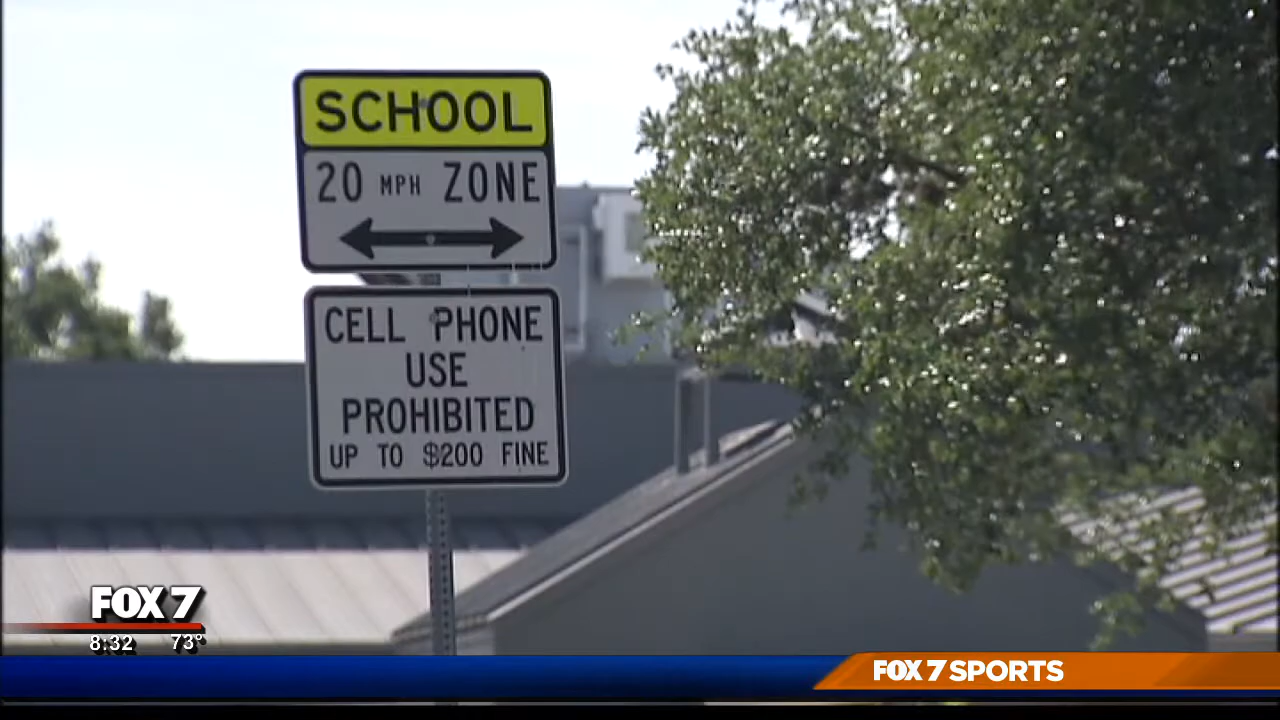 SCHOOL
20 MPH ZONE
CELL PHONE
USE
PROHIBITED
UP TO $200 FINE
FOX 7
8:32 73°
FOX 7 SPORTS